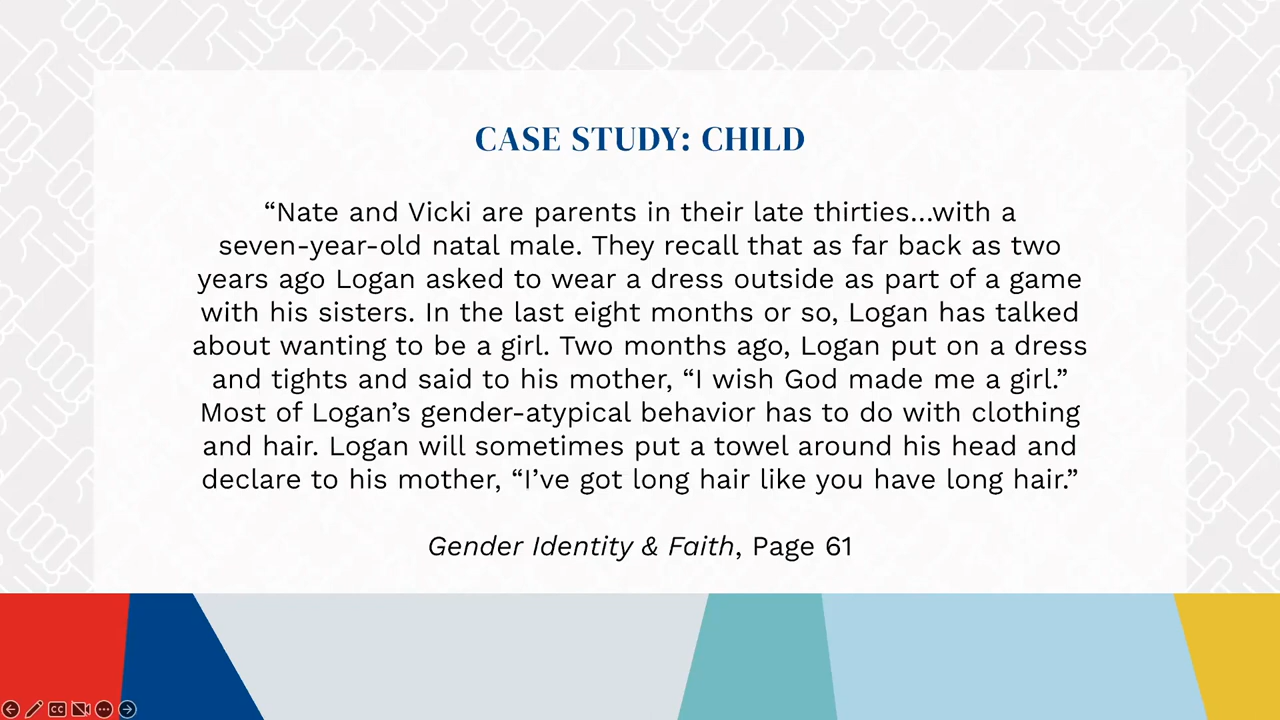 CASE STUDY: CHILD
“Nate and Vicki are parents in their late thirties...with a
seven-year-old natal male. They recall that as far back as two
years ago Logan asked to wear a dress outside as part of a game
with his sisters. In the last eight months or so, Logan has talked
about wanting to be a girl. Two months ago, Logan put on a dress
and tights and said to his mother, “I wish God made me a girl.”
Most of Logan’s gender-atypical behavior has to do with clothing
and hair. Logan will sometimes put a towel around his head and
declare to his mother, “I’ve got long hair like you have long hair.”
Gender Identity & Faith, Page 61
CC